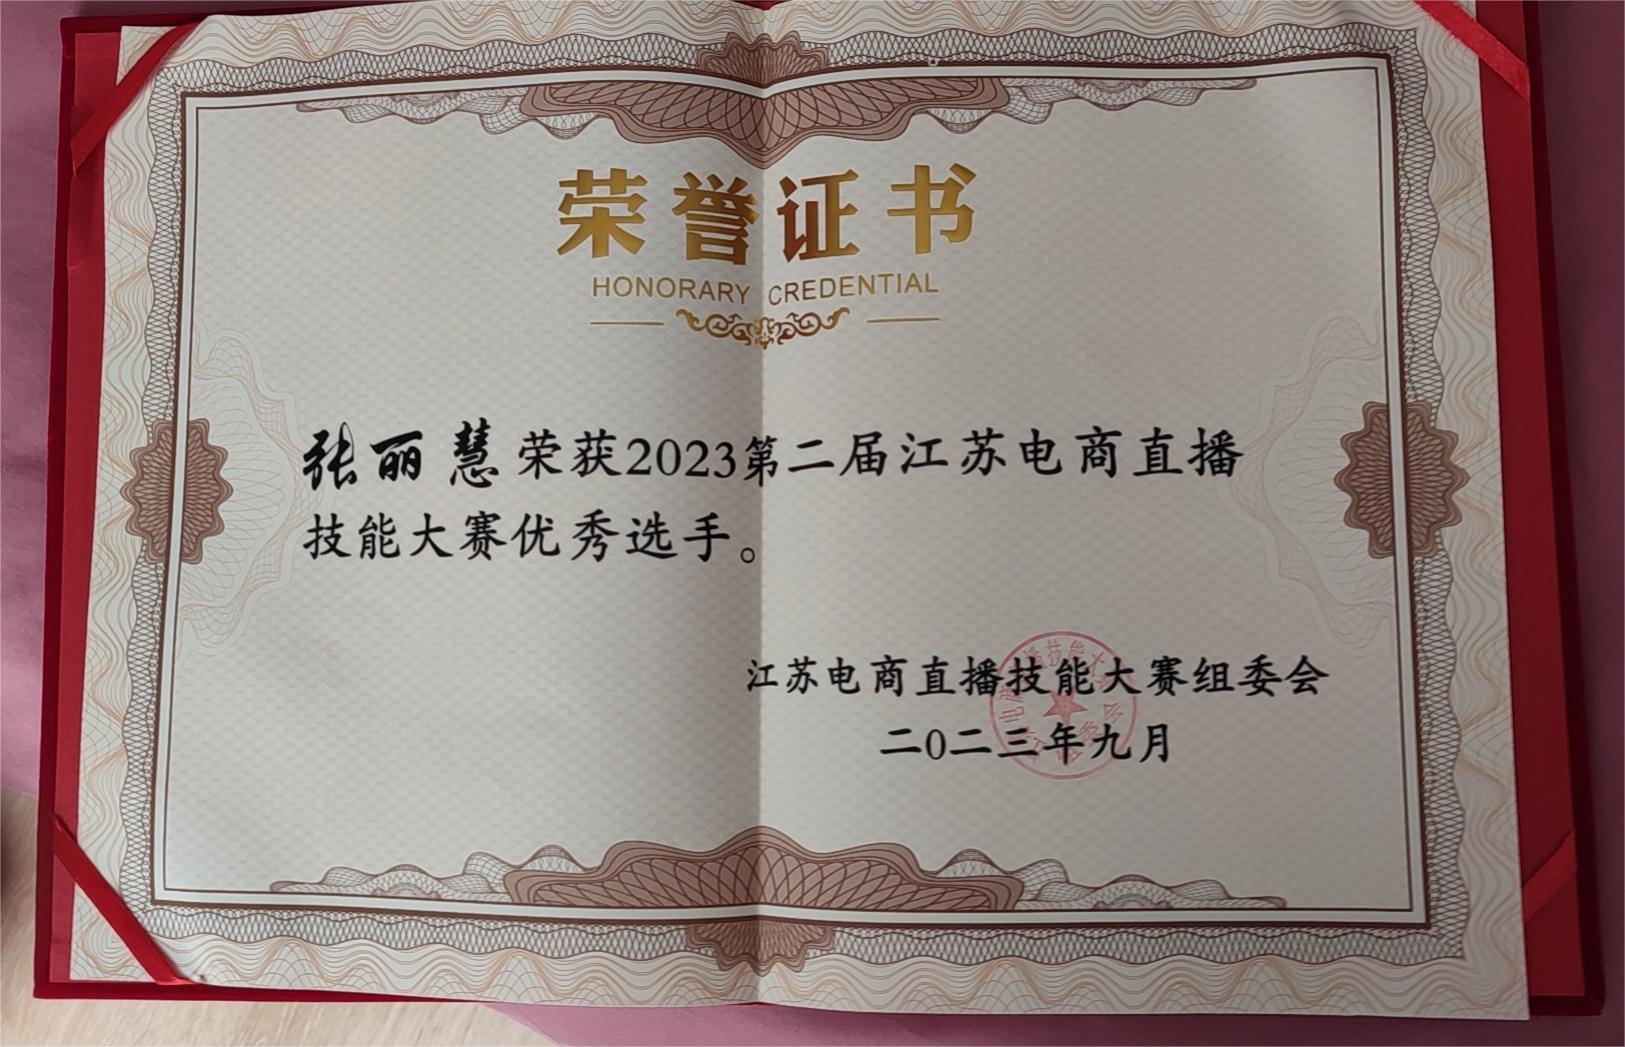 荣誉证书
HONORARY CREDENTIAL
张丽慧荣获2023第二届江苏电商直播
技能大赛优秀选手。
江苏电商直播技能大赛组委会
二〇二三年九月